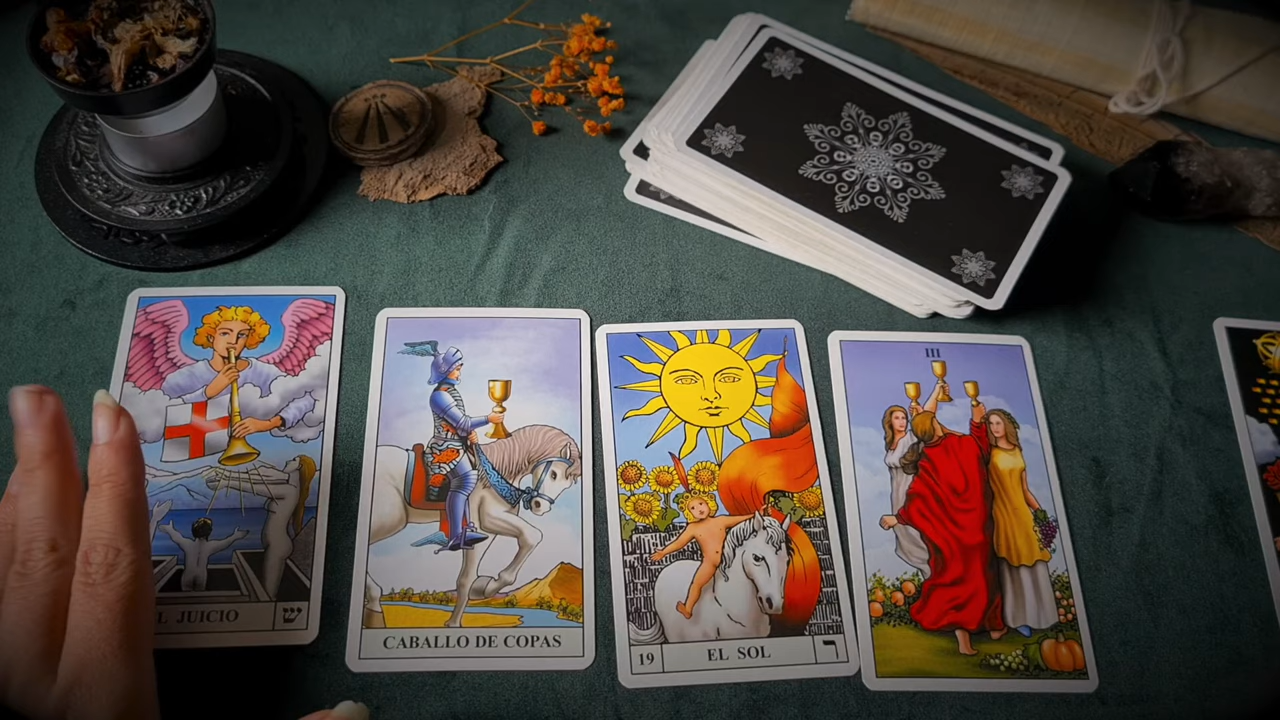 L JUICIO
ש
CABALLO DE COPAS
19
EL SOL
ר
III